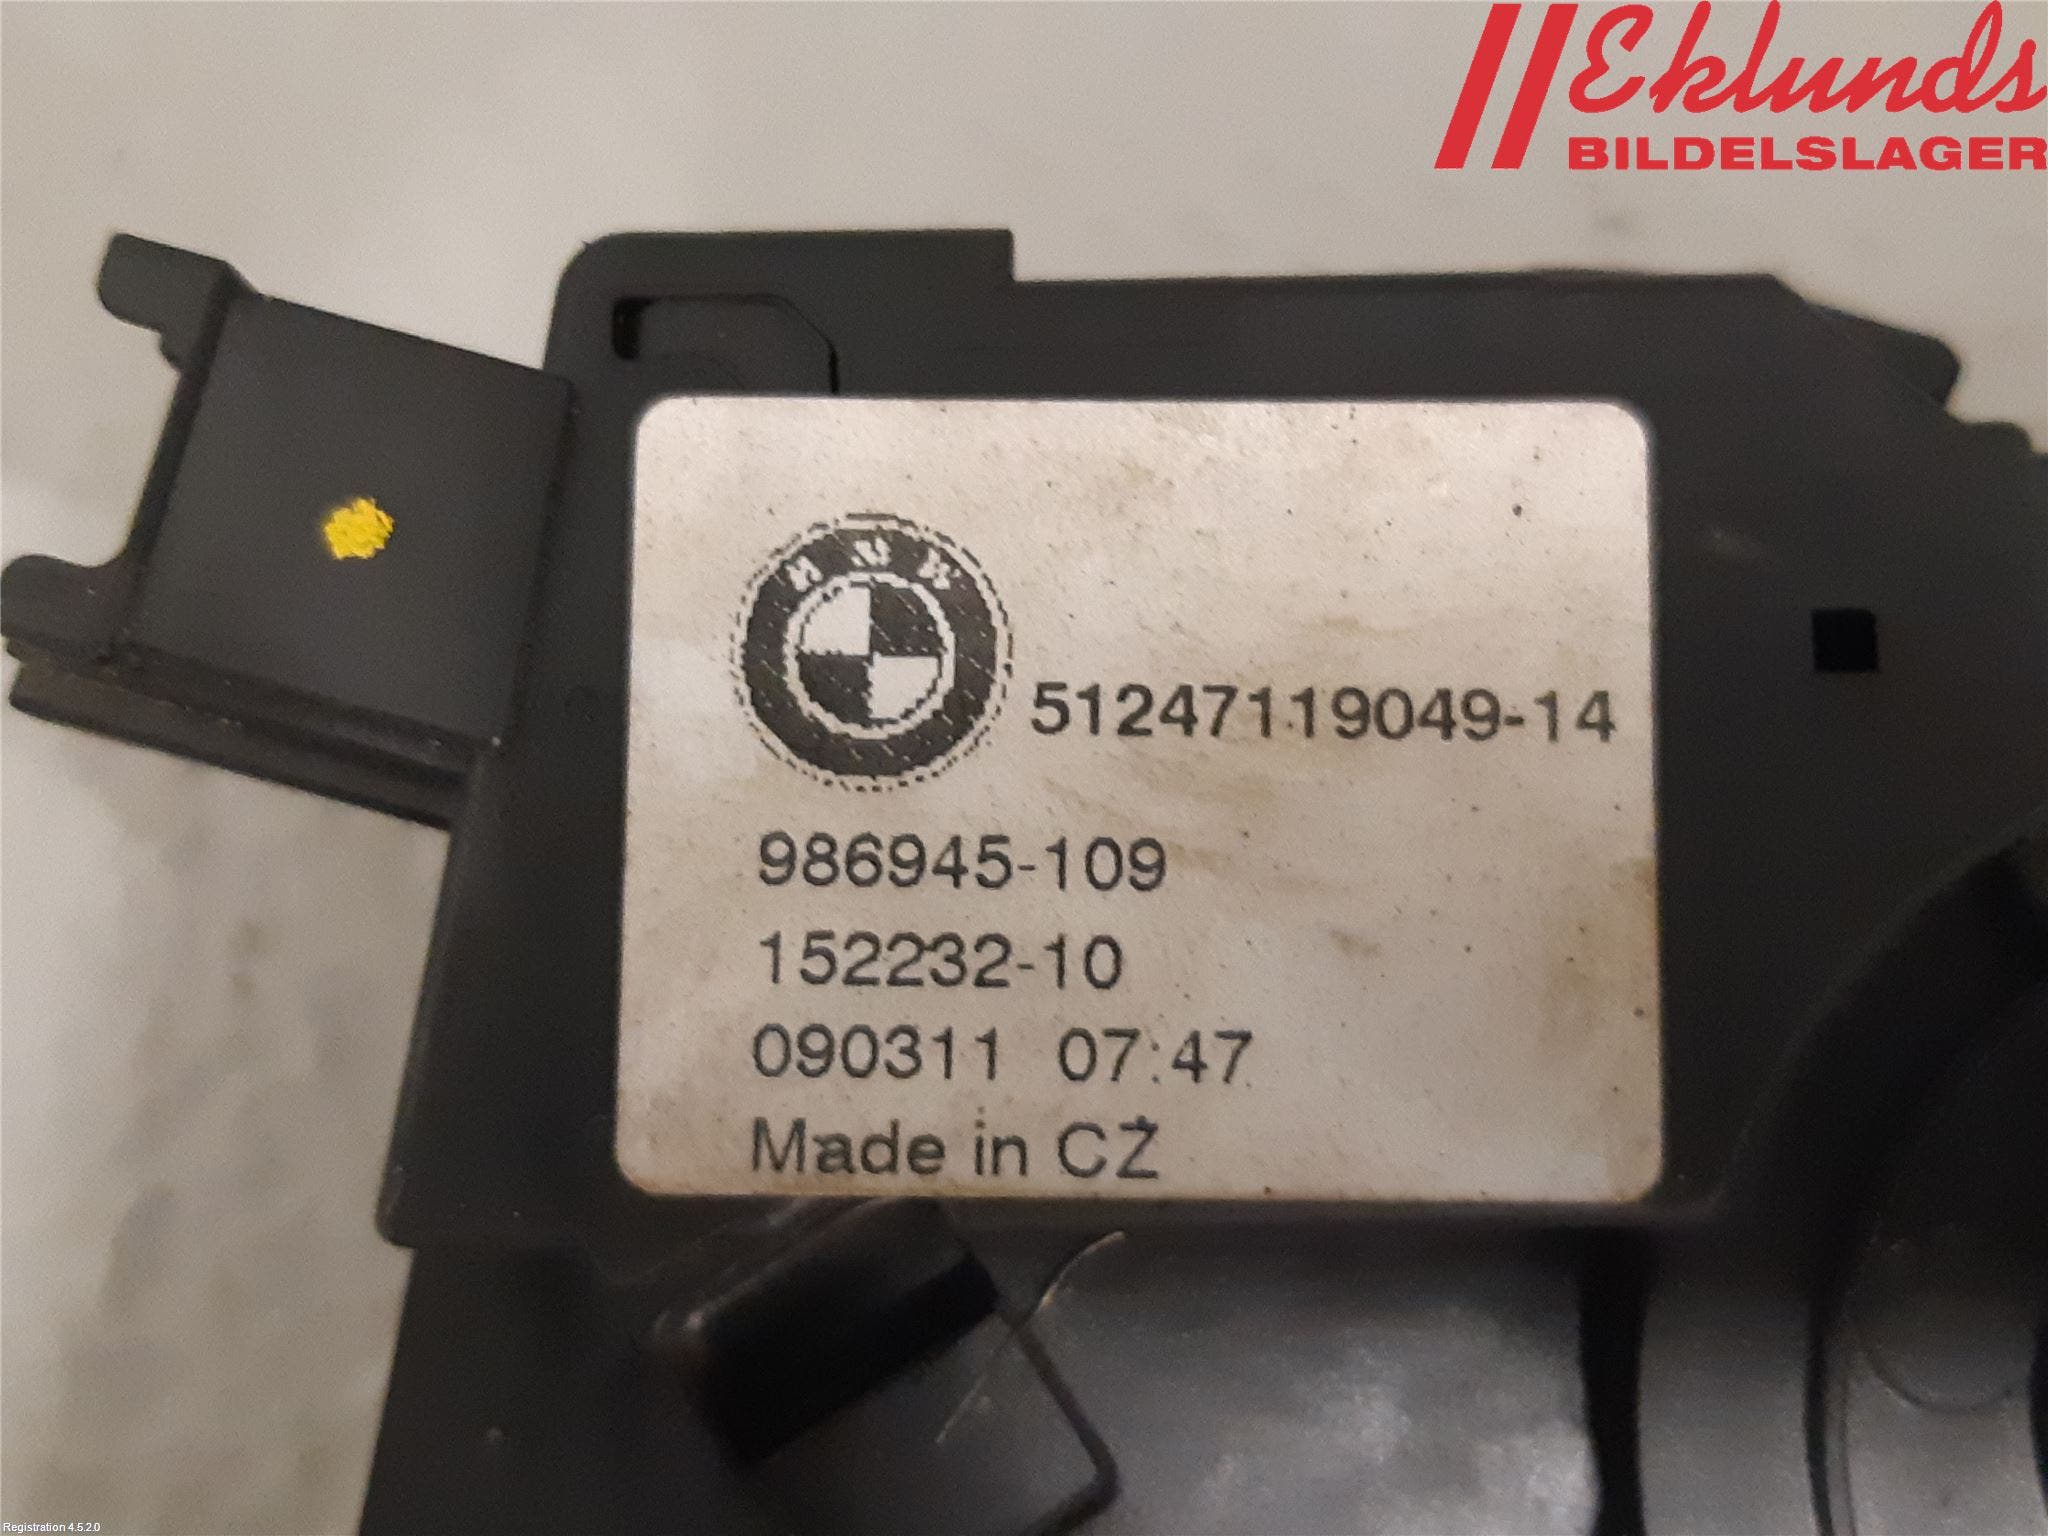 Eklunds
BILDELSLAGER
BMW
51247119049-14
986945-109
152232-10
090311 07:47
Made in CZ
Registration 4.5.2.0